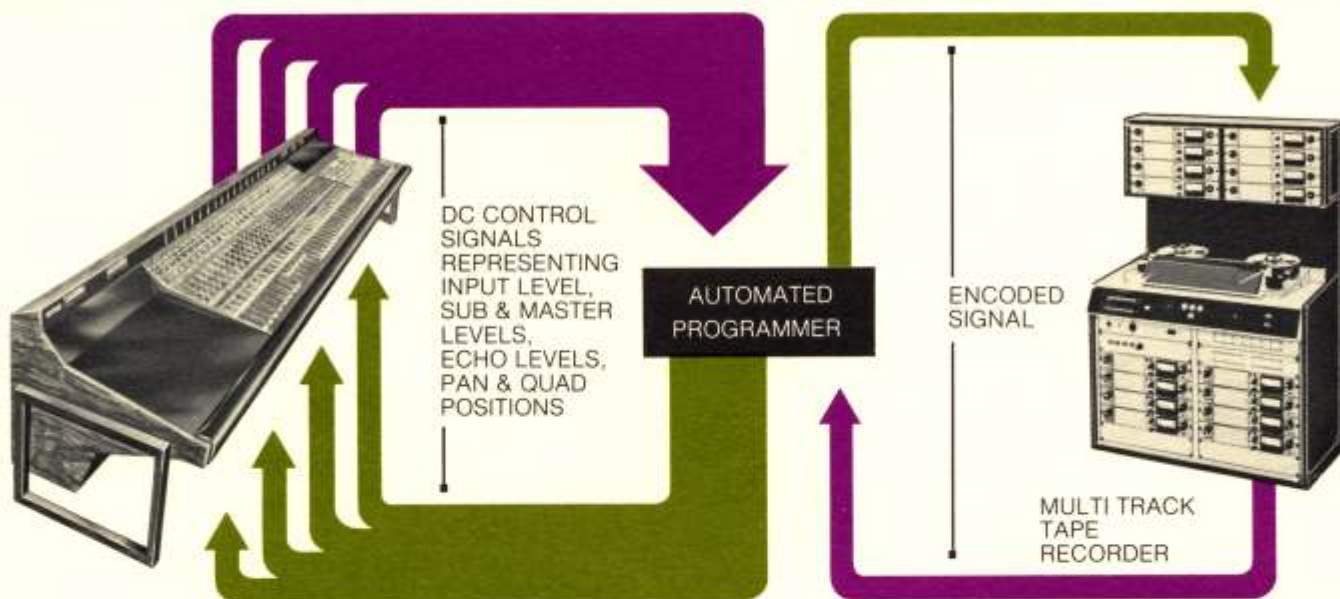 DC CONTROL
SIGNALS
REPRESENTING
INPUT LEVEL,
SUB & MASTER
LEVELS,
ECHO LEVELS,
PAN & QUAD
POSITIONS
AUTOMATED
PROGRAMMER
ENCODED
SIGNAL
MULTI TRACK
TAPE
RECORDER